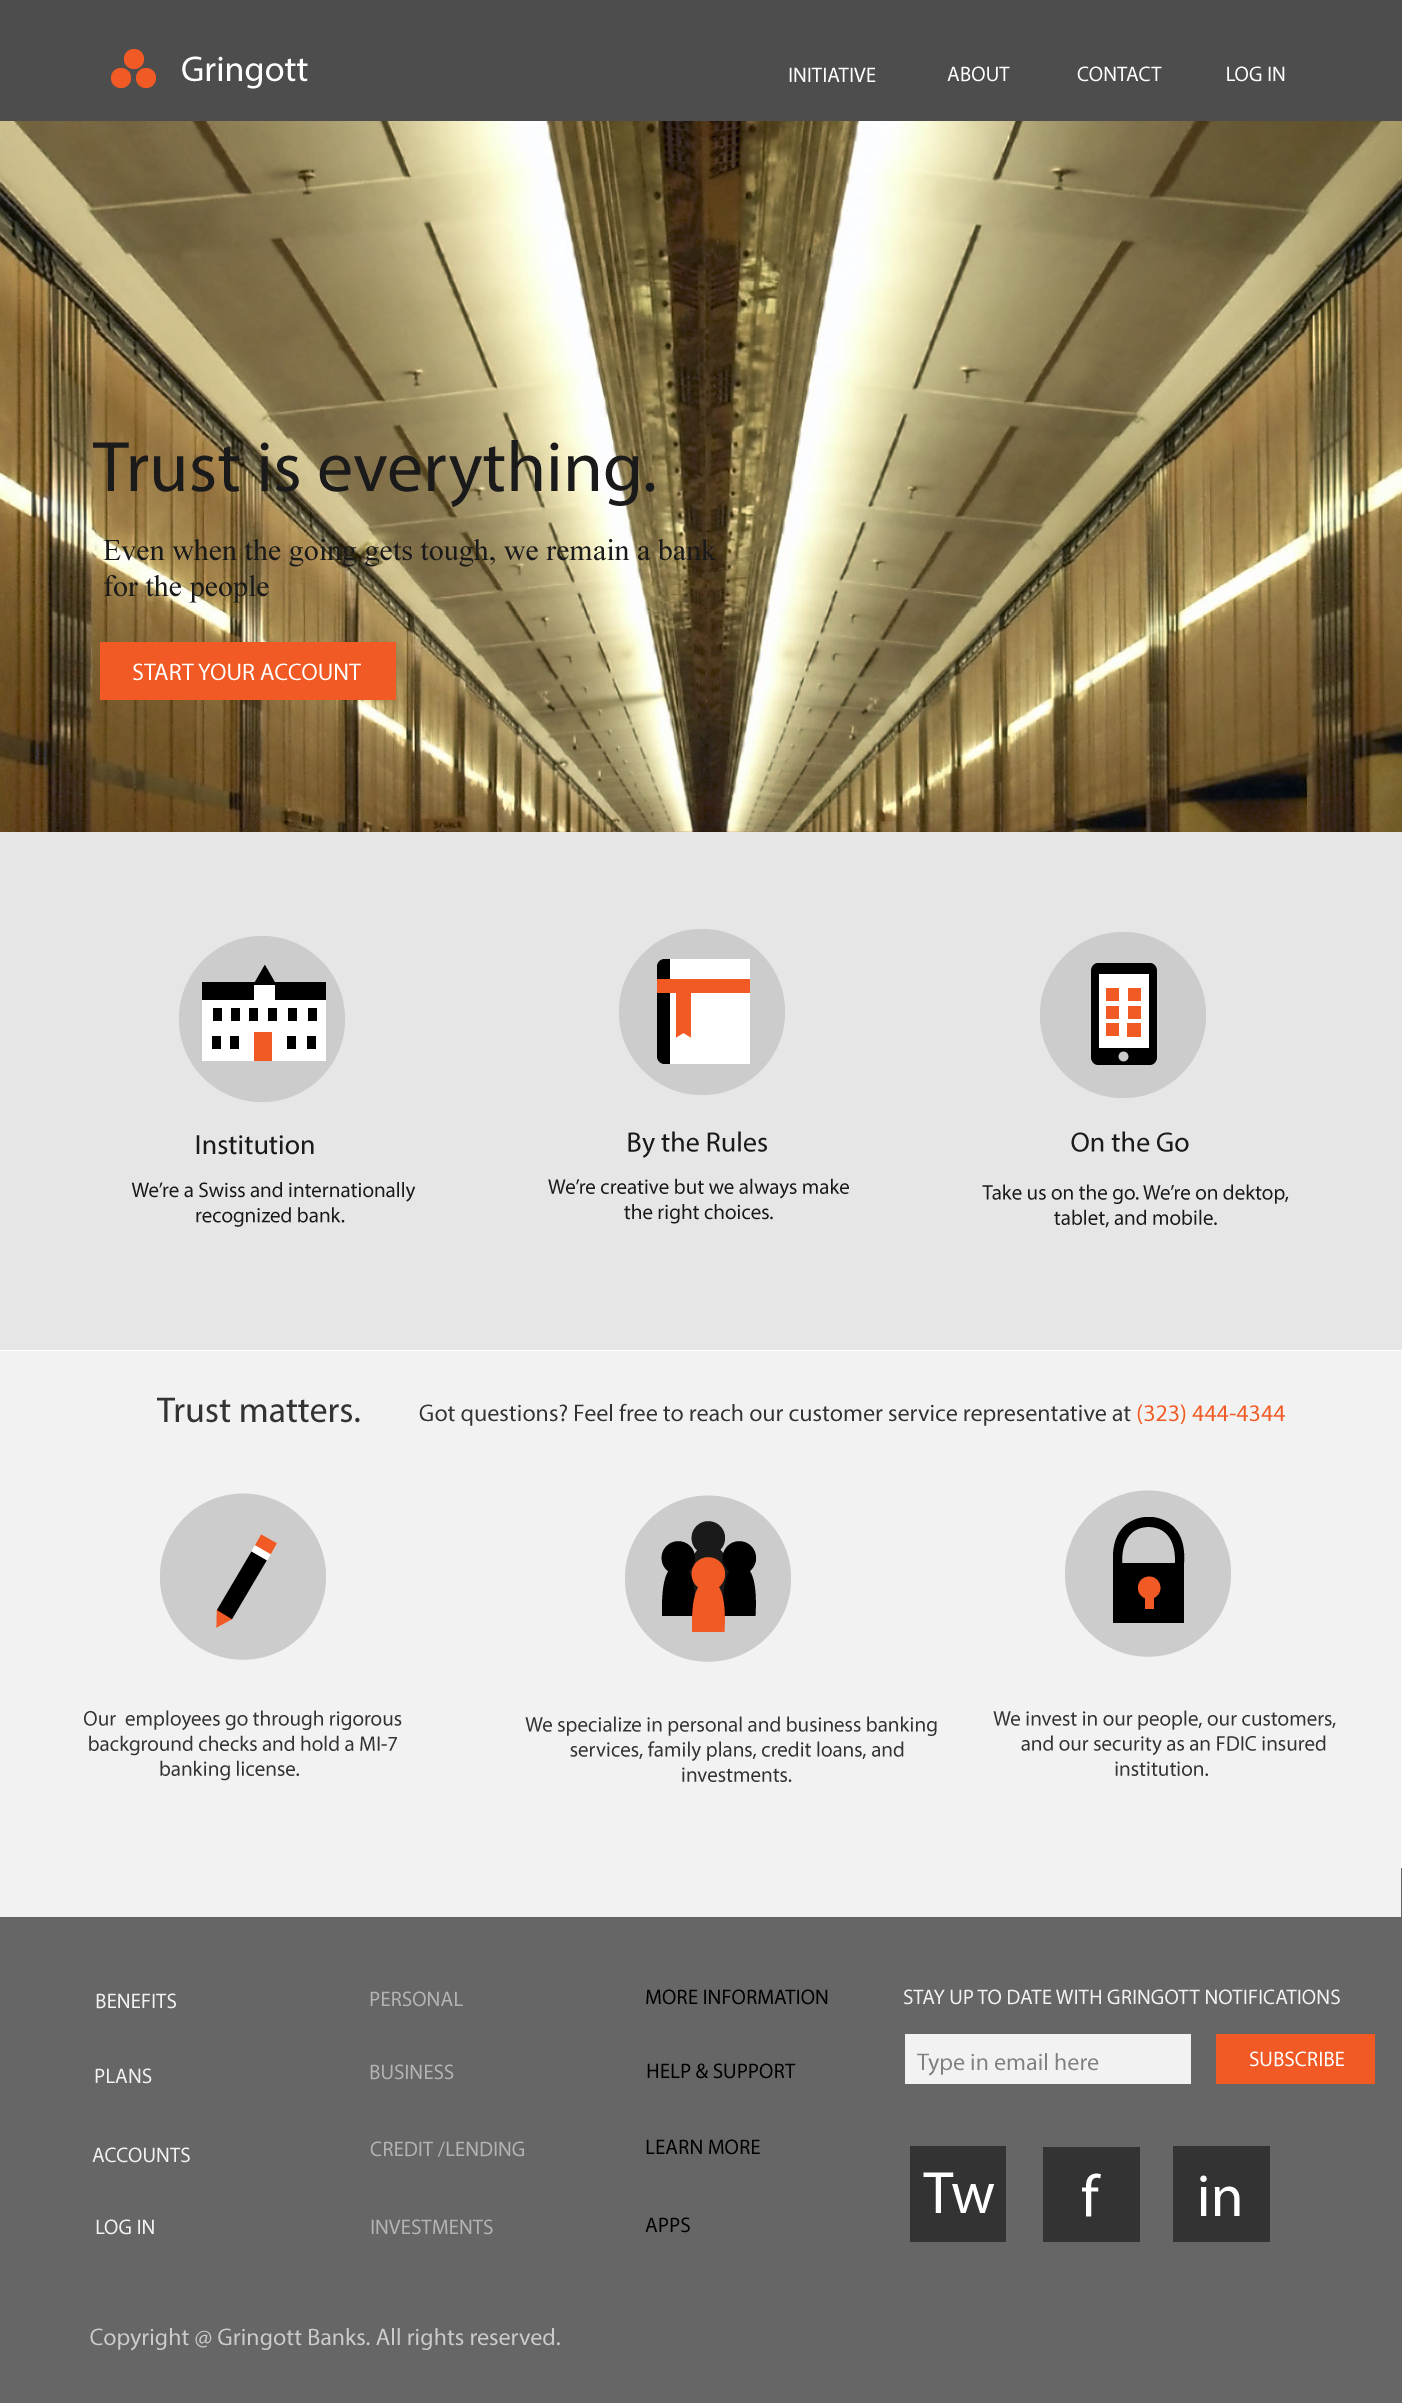 Gringott
INITIATIVE
ABOUT
CONTACT
LOG IN
Trust is everything.
Even when the going gets tough, we remain a bank
for the people
START YOUR ACCOUNT
Institution
We're a Swiss and internationally
recognized bank.
By the Rules
We're creative but we always make
the right choices.
On the Go
Take us on the go. We're on dektop,
tablet, and mobile.
Trust matters.
Got questions? Feel free to reach our customer service representative at (323) 444-4344
Our employees go through rigorous
background checks and hold a MI-7
banking license.
We specialize in personal and business banking
services, family plans, credit loans, and
investments.
We invest in our people, our customers,
and our security as an FDIC insured
institution.
BENEFITS
PLANS
ACCOUNTS
LOG IN
PERSONAL
BUSINESS
CREDIT /LENDING
INVESTMENTS
MORE INFORMATION
HELP & SUPPORT
LEARN MORE
APPS
STAY UP TO DATE WITH GRINGOTT NOTIFICATIONS
Type in email here
SUBSCRIBE
Tw
f
in
Copyright @ Gringott Banks. All rights reserved.